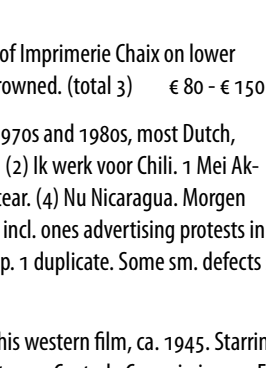 of Imprimerie Chaix on lower
rowned. (total 3) € 80 - € 150
970s and 1980s, most Dutch,
(2) Ik werk voor Chili. 1 Mei Ak-
tear. (4) Nu Nicaragua. Morgen
incl. ones advertising protests in
p. 1 duplicate. Some sm. defects
his western film, ca. 1945. Starrin